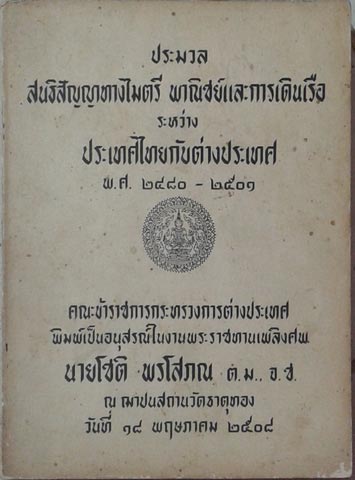 ประมวล
สนธิสัญญาทางไมตรี พาณิชย์และการเดินเรือ
ระหว่าง
ประเทศไทยกับต่างประเทศ
พ.ศ. ๒๔๘๐ - ๒๕๐๑
คณะข้าราชการกระทรวงการต่างประเทศ
พิมพ์เป็นอนุสรณ์ในงานพระราชทานเพลิงศพ
นายโชติ พรโสภณ ต.ม., จ.ช.
ณ ฌาปนสถานวัดธาตุทอง
วันที่ ๑๘ พฤษภาคม ๒๕๐๘